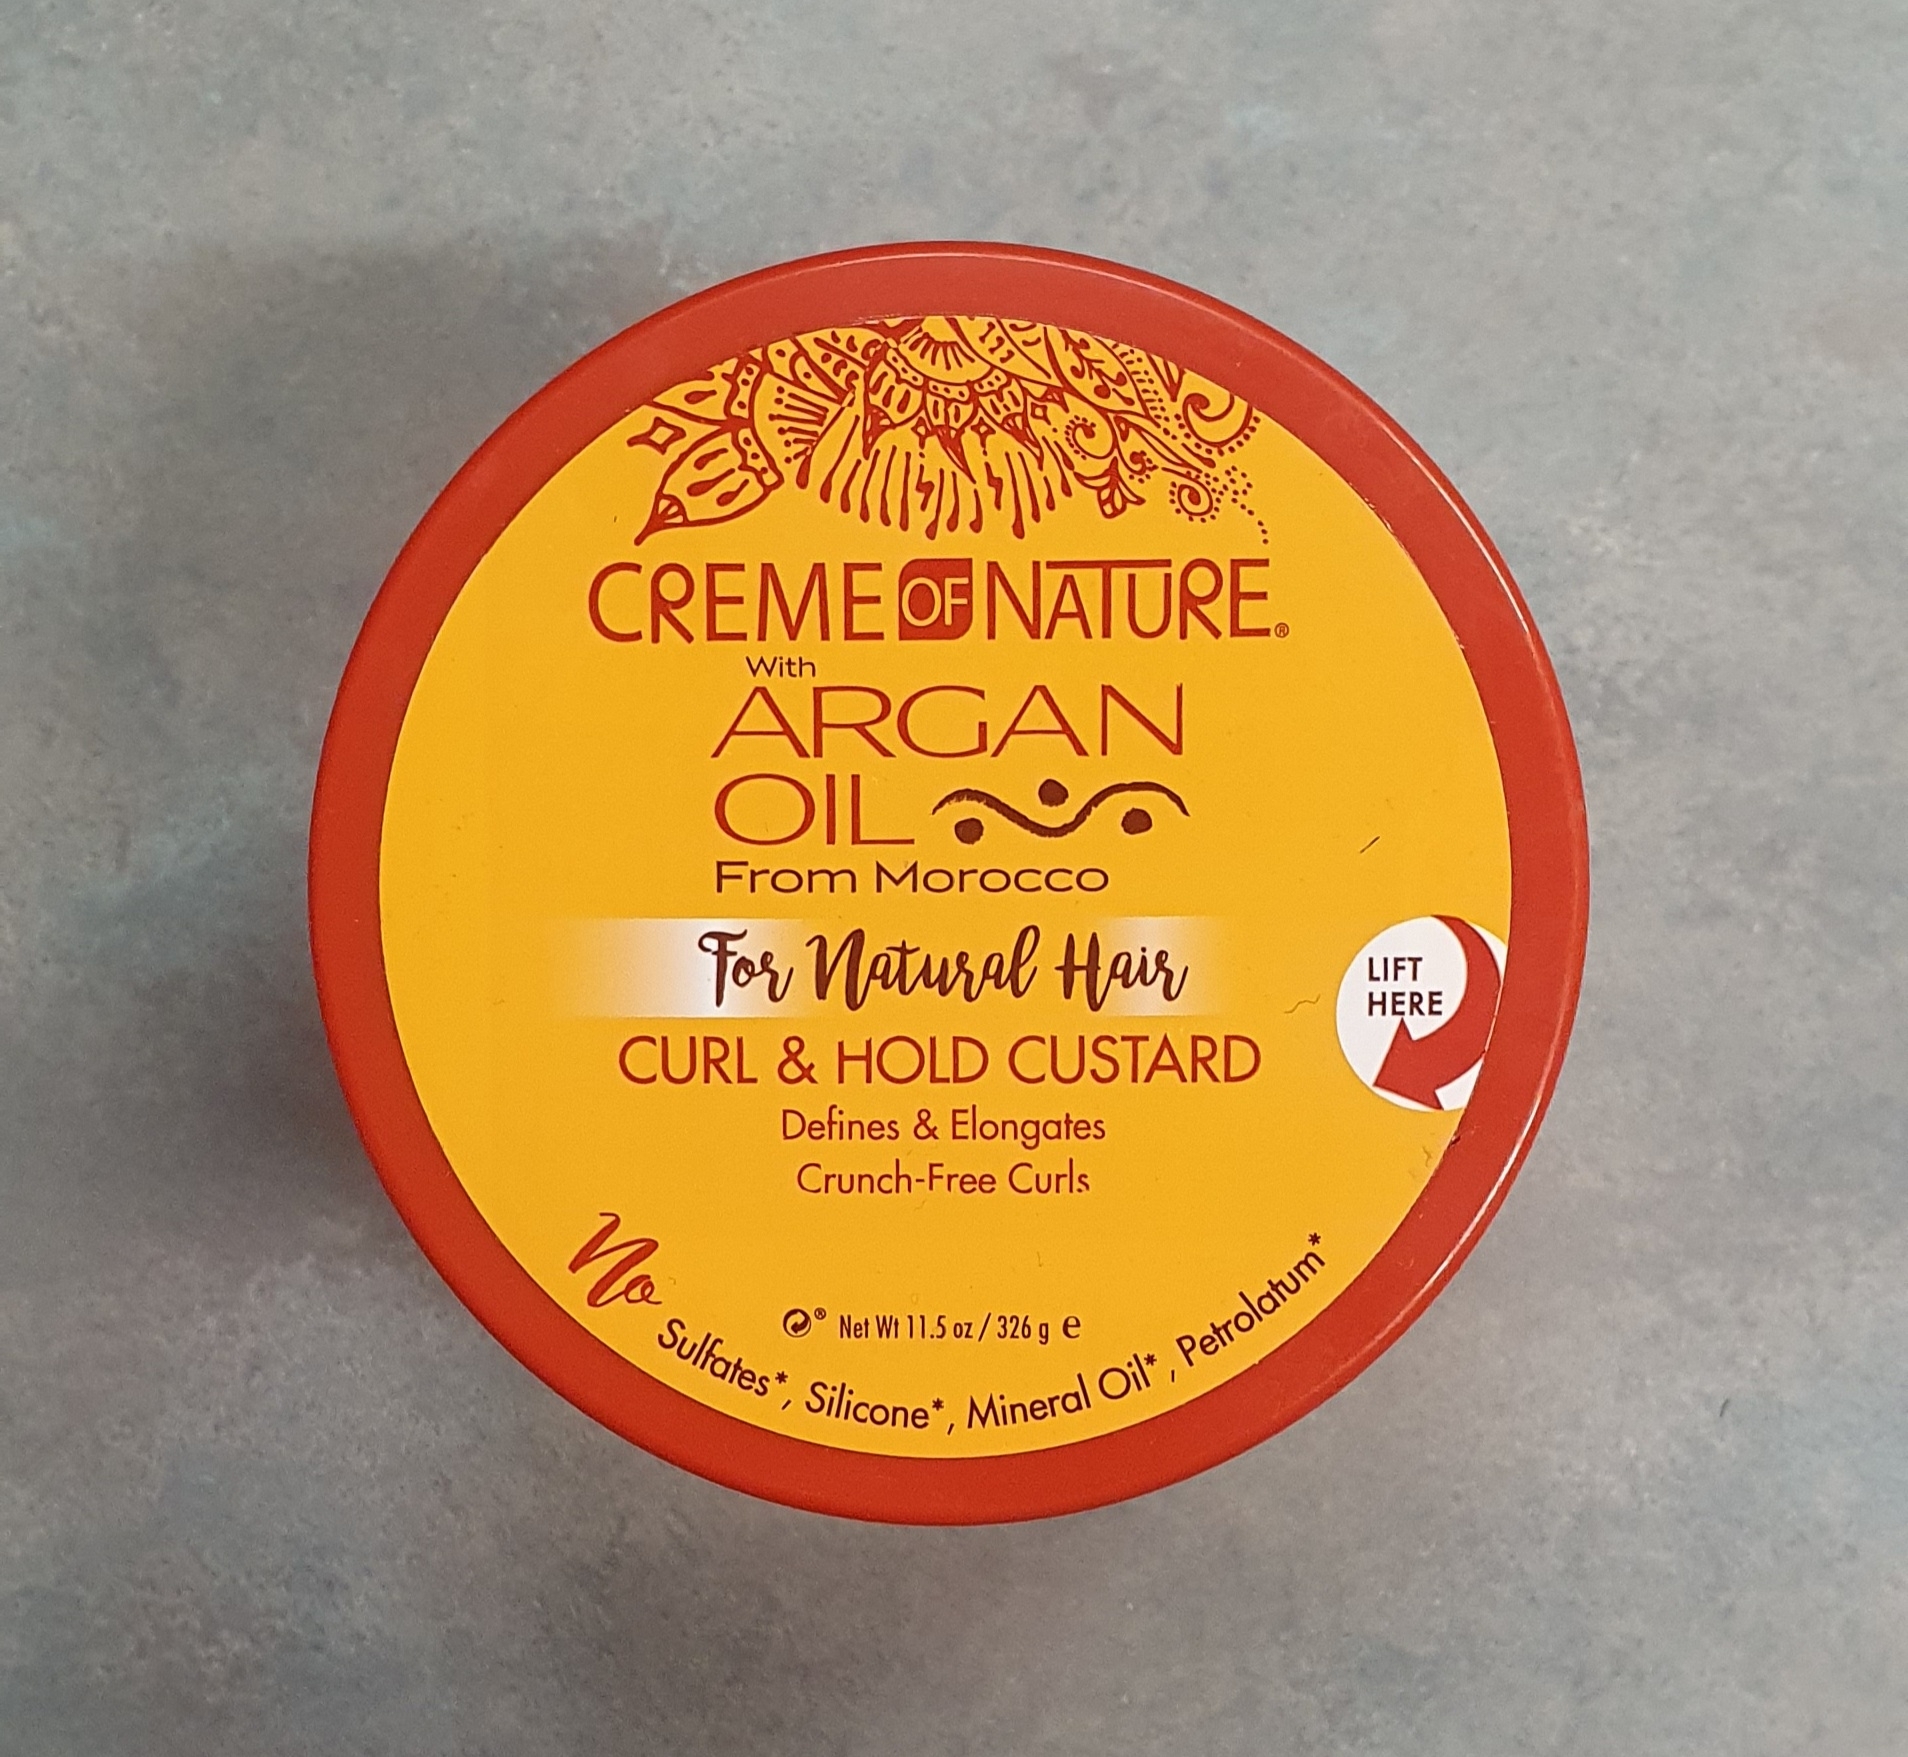 CREME OF NATURE®
With
ARGAN
OIL
From Morocco
For Natural Hair
LIFT
HERE
CURL & HOLD CUSTARD
Defines & Elongates
Crunch-Free Curls
® Net Wt 11.5 oz / 326 g e
No Sulfates*, Silicone*, Mineral Oil*, Petrolatum*